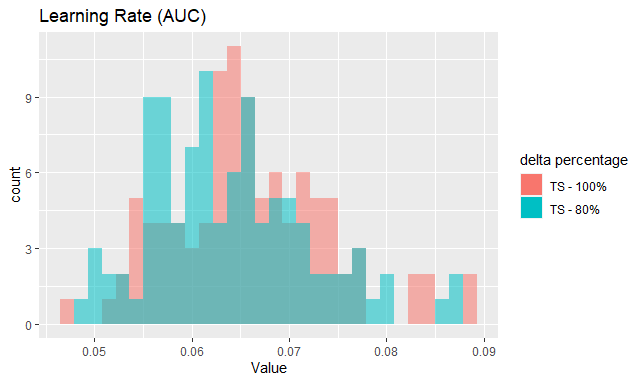 Learning Rate (AUC)
count
9
6
3
0
0.05 0.06 0.07 0.08 0.09
Value
delta percentage
TS - 100%
TS - 80%